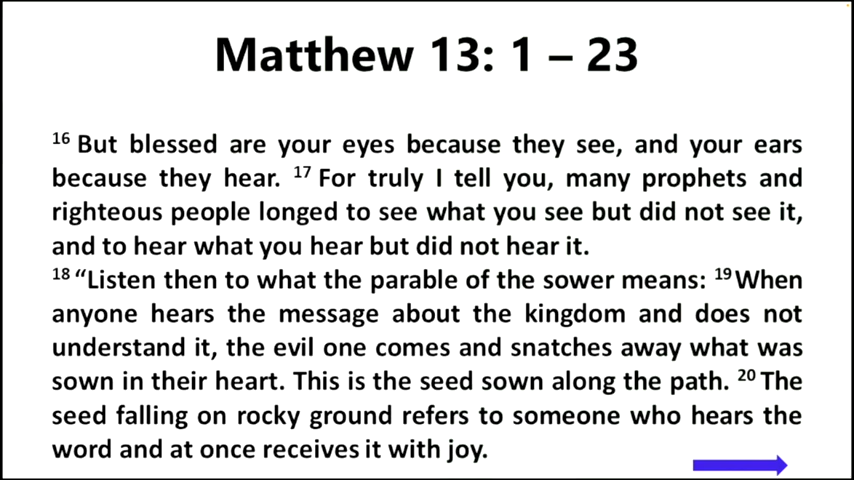 Matthew 13: 1 – 23
16 But blessed are your eyes because they see, and your ears
because they hear. 17 For truly I tell you, many prophets and
righteous people longed to see what you see but did not see it,
and to hear what you hear but did not hear it.
18 “Listen then to what the parable of the sower means: 19 When
anyone hears the message about the kingdom and does not
understand it, the evil one comes and snatches away what was
sown in their heart. This is the seed sown along the path. 20 The
seed falling on rocky ground refers to someone who hears the
word and at once receives it with joy.